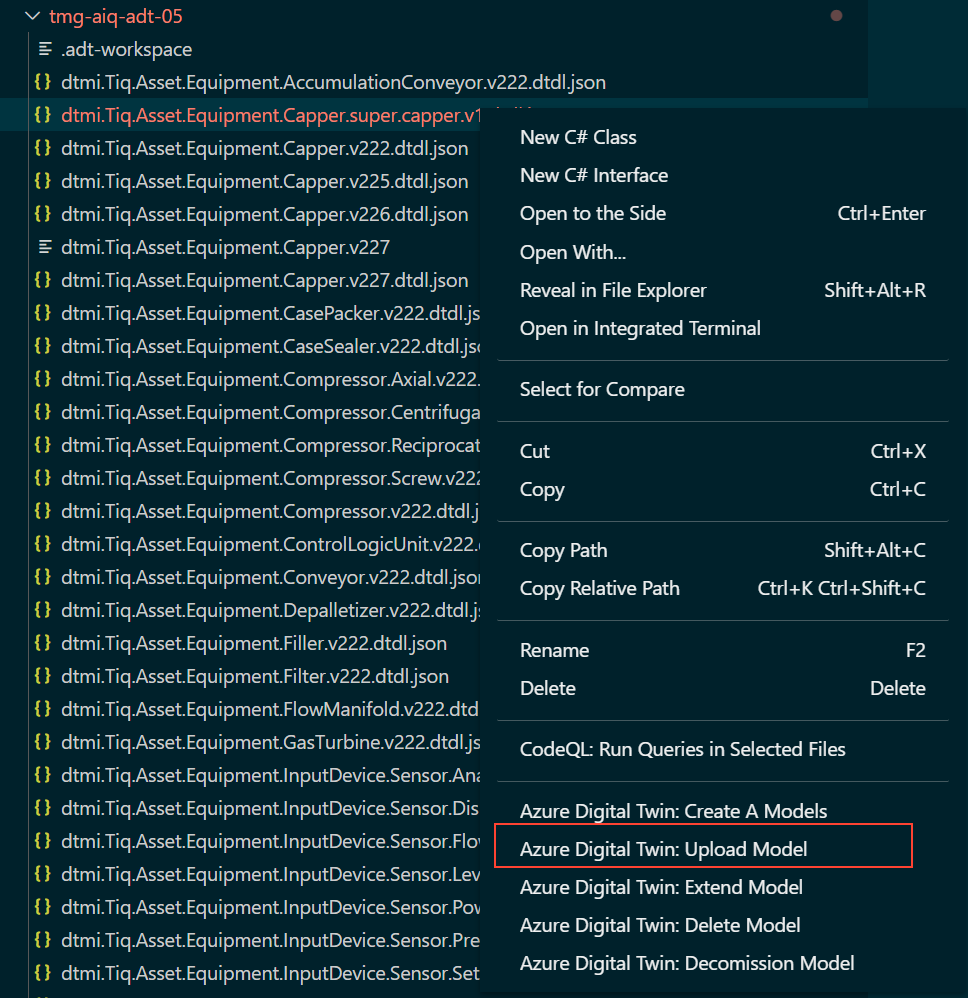 tmg-aiq-adt-05
.adt-workspace
dtmi.Tiq.Asset.Equipment.AccumulationConveyor.v222.dtdl.json
dtmi.Tiq.Asset.Equipment.Capper.super.capper.v1
dtmi.Tiq.Asset.Equipment.Capper.v222.dtdl.json
dtmi.Tiq.Asset.Equipment.Capper.v225.dtdl.json
dtmi.Tiq.Asset.Equipment.Capper.v226.dtdl.json
dtmi.Tiq.Asset.Equipment.Capper.v227
dtmi.Tiq.Asset.Equipment.Capper.v227.dtdl.json
dtmi.Tiq.Asset.Equipment.CasePacker.v222.dtdl.js
dtmi.Tiq.Asset.Equipment.CaseSealer.v222.dtdl.jso
dtmi.Tiq.Asset.Equipment.Compressor.Axial.v222.
dtmi.Tiq.Asset.Equipment.Compressor.Centrifuga
dtmi.Tiq.Asset.Equipment.Compressor.Reciprocat
dtmi.Tiq.Asset.Equipment.Compressor.Screw.v222
dtmi.Tiq.Asset.Equipment.Compressor.v222.dtdl.j
dtmi.Tiq.Asset.Equipment.ControlLogicUnit.v222.
dtmi.Tiq.Asset.Equipment.Conveyor.v222.dtdl.json
dtmi.Tiq.Asset.Equipment.Depalletizer.v222.dtdl.js
dtmi.Tiq.Asset.Equipment.Filler.v222.dtdl.json
dtmi.Tiq.Asset.Equipment.Filter.v222.dtdl.json
dtmi.Tiq.Asset.Equipment.FlowManifold.v222.dtd
dtmi.Tiq.Asset.Equipment.GasTurbine.v222.dtdl.js
dtmi.Tiq.Asset.Equipment.InputDevice.Sensor.Ana
dtmi.Tiq.Asset.Equipment.InputDevice.Sensor.Dis
dtmi.Tiq.Asset.Equipment.InputDevice.Sensor.Flo
dtmi.Tiq.Asset.Equipment.InputDevice.Sensor.Lev
dtmi.Tiq.Asset.Equipment.InputDevice.Sensor.Pow
dtmi.Tiq.Asset.Equipment.InputDevice.Sensor.Pre
dtmi.Tiq.Asset.Equipment.InputDevice.Sensor.Set
New C# Class
New C# Interface
Open to the Side Ctrl+Enter
Open With...
Reveal in File Explorer Shift+Alt+R
Open in Integrated Terminal
Select for Compare
Cut Ctrl+X
Copy Ctrl+C
Copy Path Shift+Alt+C
Copy Relative Path Ctrl+K Ctrl+Shift+C
Rename F2
Delete Delete
CodeQL: Run Queries in Selected Files
Azure Digital Twin: Create A Models
Azure Digital Twin: Upload Model
Azure Digital Twin: Extend Model
Azure Digital Twin: Delete Model
Azure Digital Twin: Decomission Model